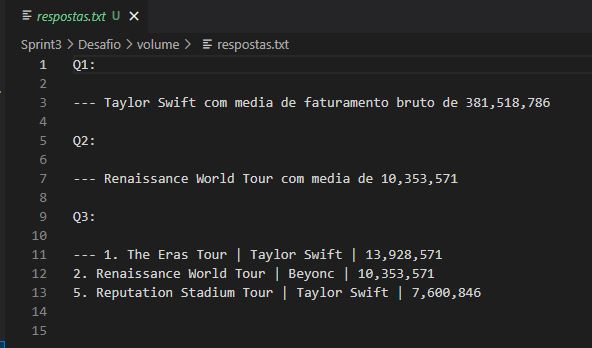 respostas.txt U ×
Sprint3 > Desafio > volume > respostas.txt
1 Q1:
2
3 --- Taylor Swift com media de faturamento bruto de 381,518,786
4
5 Q2:
6
7 --- Renaissance World Tour com media de 10,353,571
8
9 Q3:
10
11 --- 1. The Eras Tour | Taylor Swift | 13,928,571
12 2. Renaissance World Tour | Beyonc | 10,353,571
13 5. Reputation Stadium Tour | Taylor Swift | 7,600,846
14
15